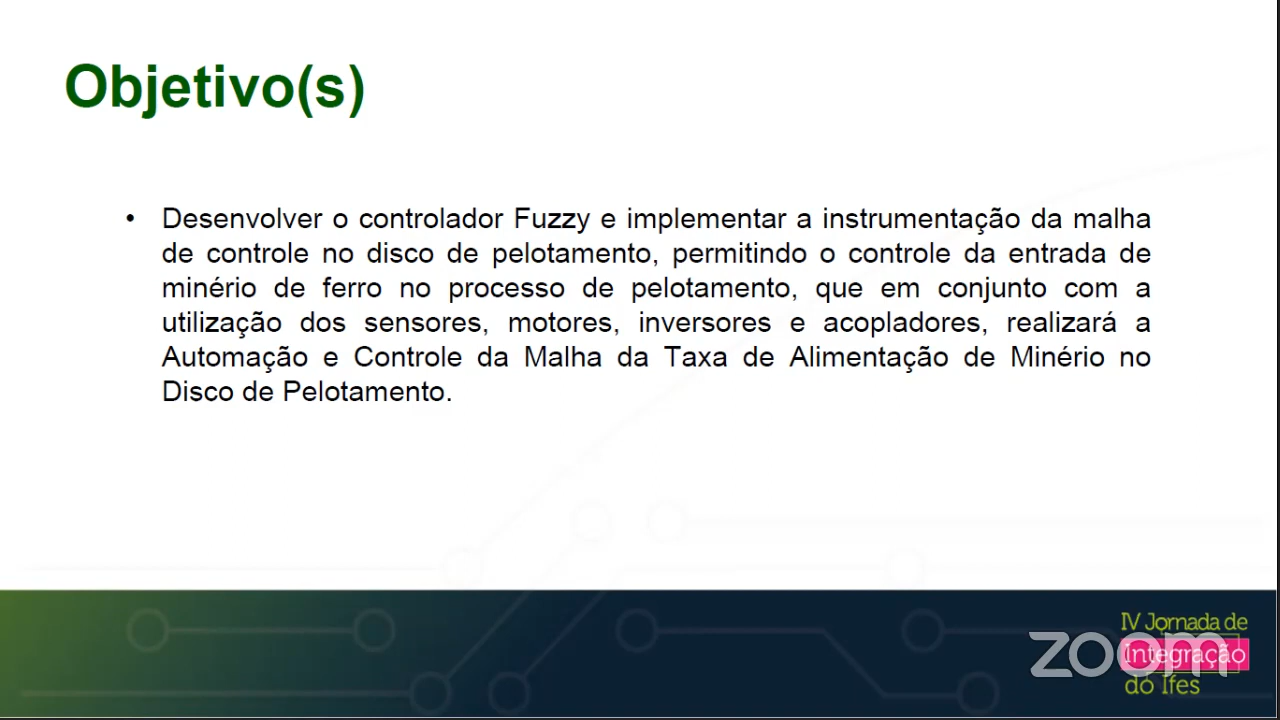 Objetivo(s)
• Desenvolver o controlador Fuzzy e implementar a instrumentação da malha
de controle no disco de pelotamento, permitindo o controle da entrada de
minério de ferro no processo de pelotamento, que em conjunto com a
utilização dos sensores, motores, inversores e acopladores, realizará a
Automação e Controle da Malha da Taxa de Alimentação de Minério no
Disco de Pelotamento.
IV Jornada de
Integração
do Ifes
zoom